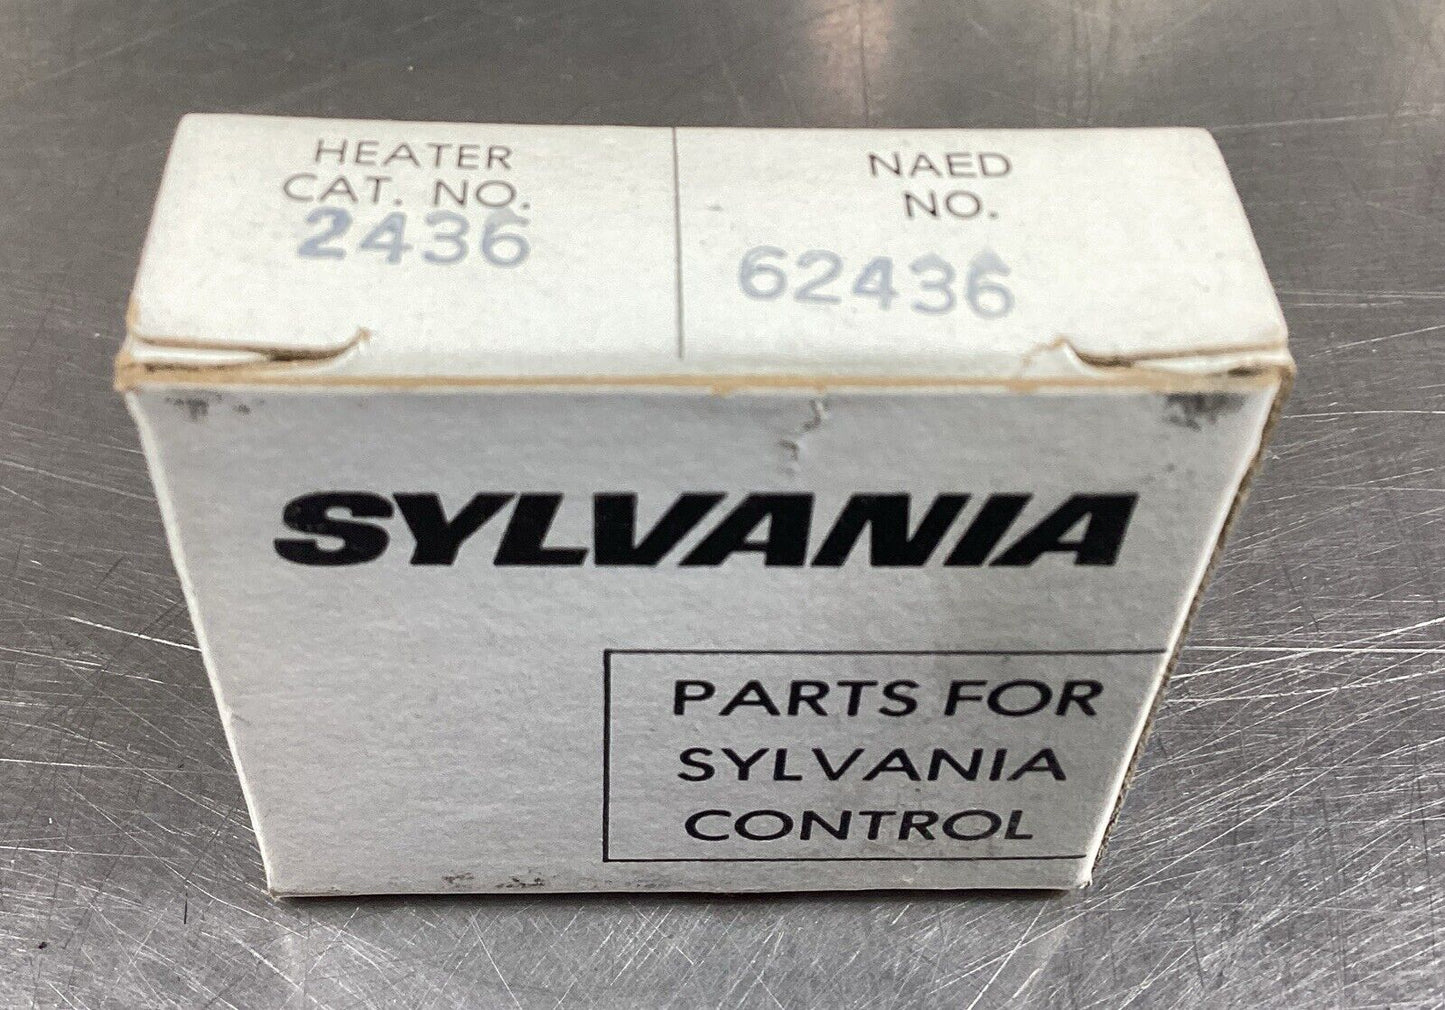 HEATER
CAT. NO.
2436
NAED
NO.
62436
SYLVANIA
PARTS FOR
SYLVANIA
CONTROL